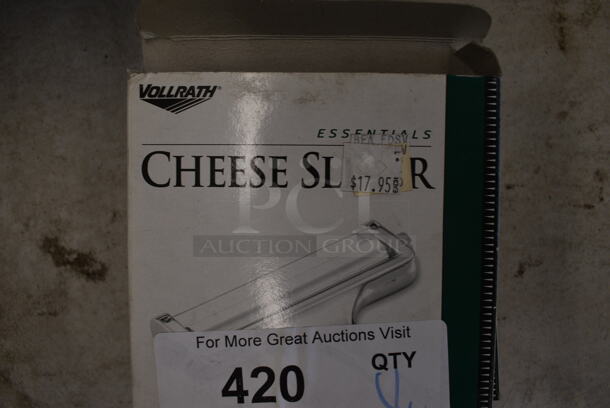 VOLLRATH
ESSENTIALS
CHEESE SL R
$17.95
PCI
AUCTION GROUP
For More Great Auctions Visit
420
QTY